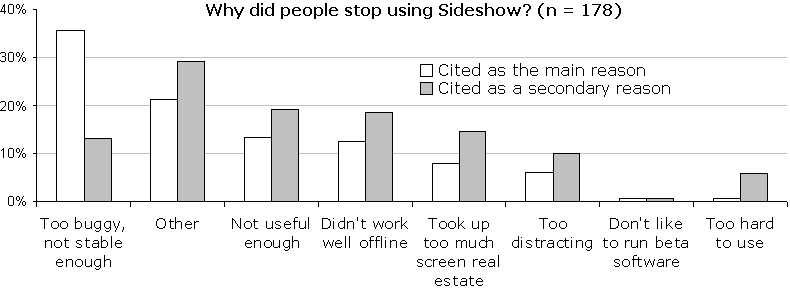 Why did people stop using Sideshow? (n = 178)
40%
30%
20%
10%
0%
Cited as the main reason
Cited as a secondary reason
Too buggy,
not stable
enough
Other
Not useful
enough
Didn't work
well offline
Took up
too much
screen real
estate
Too
distracting
Don't like
to run beta
software
Too hard
to use